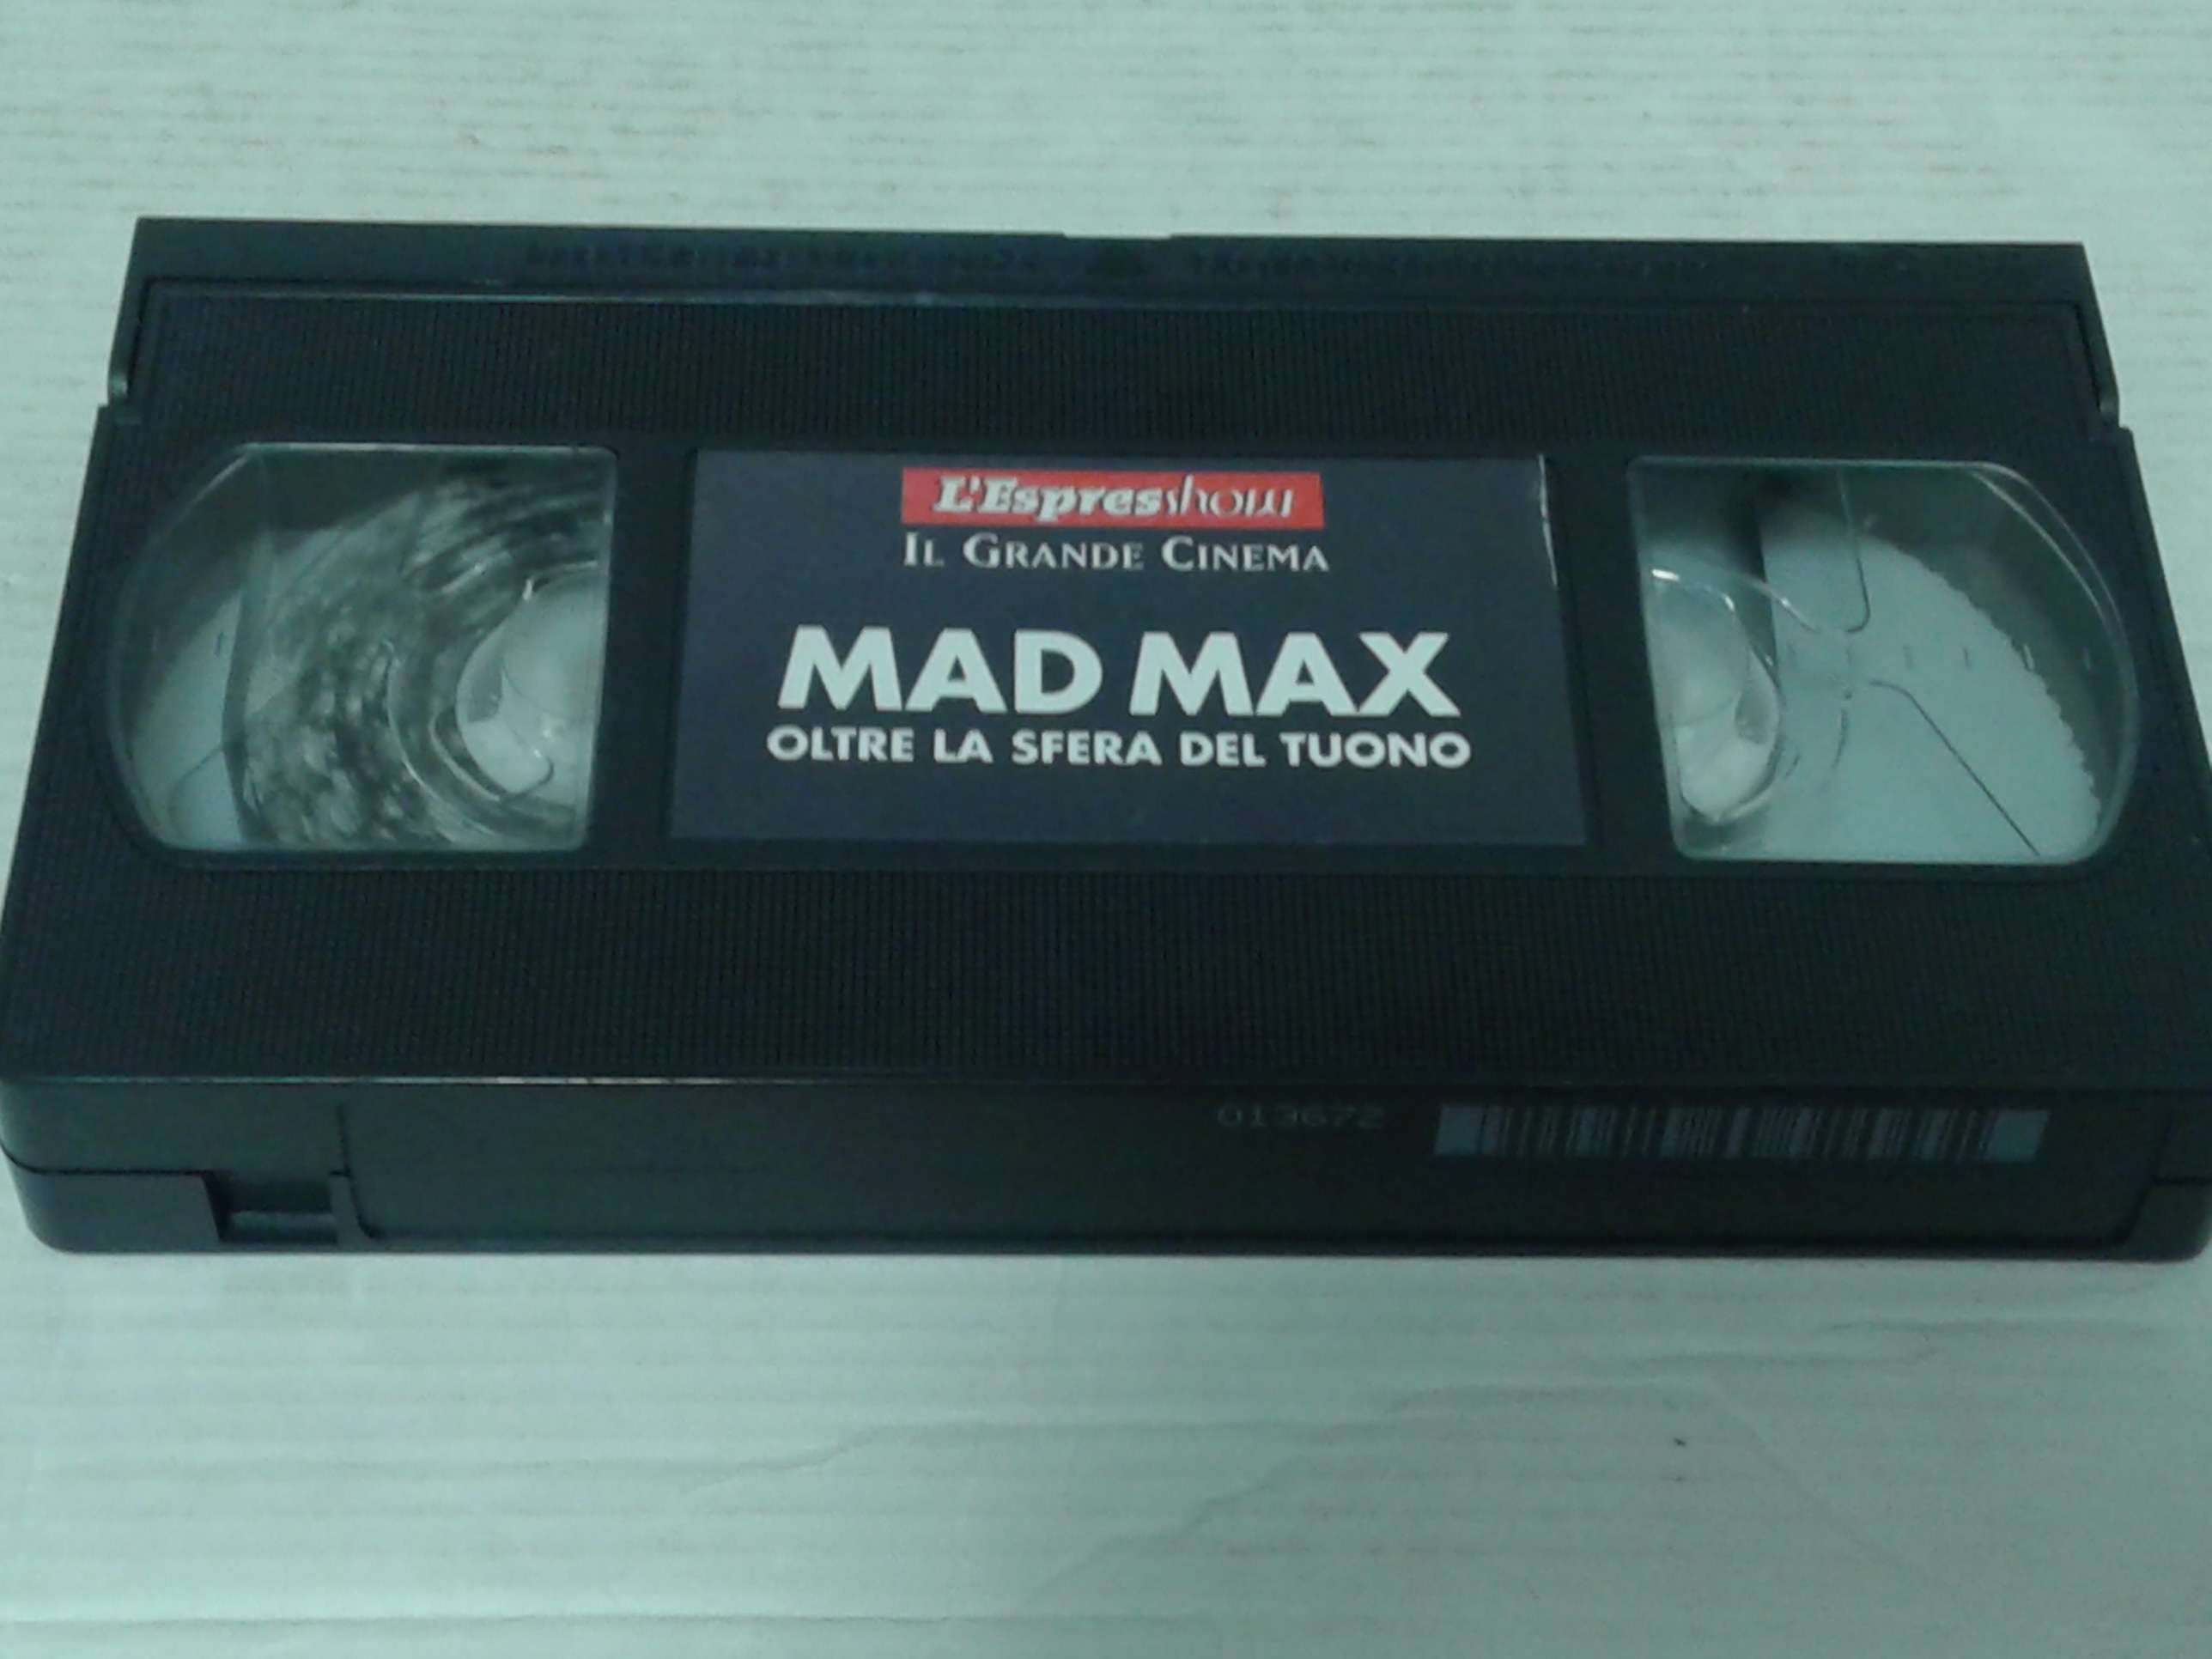 L'Espresshow
IL GRANDE CINEMA
MAD MAX
OLTRE LA SFERA DEL TUONO
013672